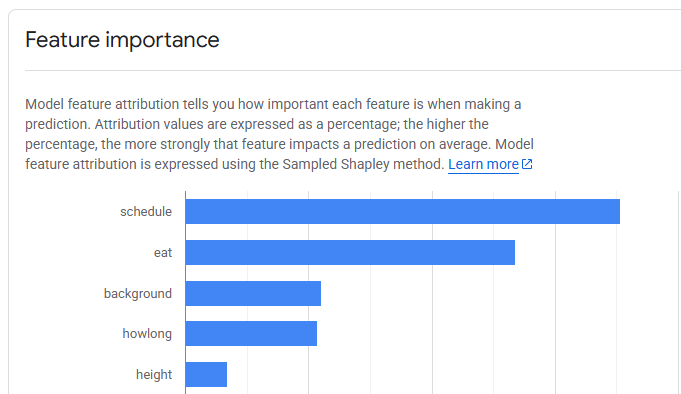 Feature importance
Model feature attribution tells you how important each feature is when making a
prediction. Attribution values are expressed as a percentage; the higher the
percentage, the more strongly that feature impacts a prediction on average. Model
feature attribution is expressed using the Sampled Shapley method. Learn more
schedule
eat
background
howlong
height